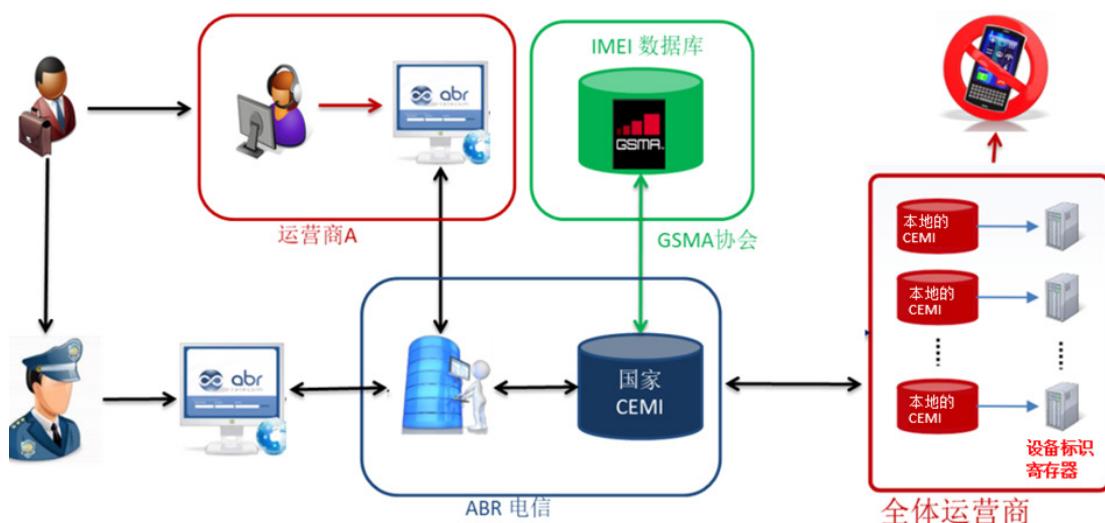 IMEI 数据库
GSMA
abr
运营商A
GSMA协会
本地的
CEMI
本地的
CEMI
本地的
CEMI
abr
国家
CEMI
设备标识
寄存器
ABR 电信
全体运营商